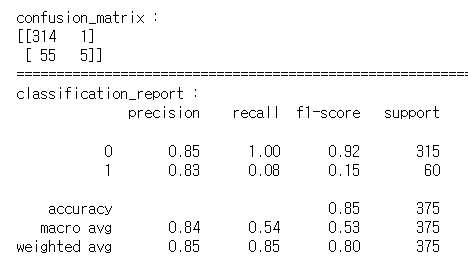 confusion_matrix :
[[314 1]
[ 55 5]]
======================================================================
classification_report :
precision recall f1-score support
0 0.85 1.00 0.92 315
1 0.83 0.08 0.15 60
accuracy 0.85 375
macro avg 0.84 0.54 0.53 375
weighted avg 0.85 0.85 0.80 375